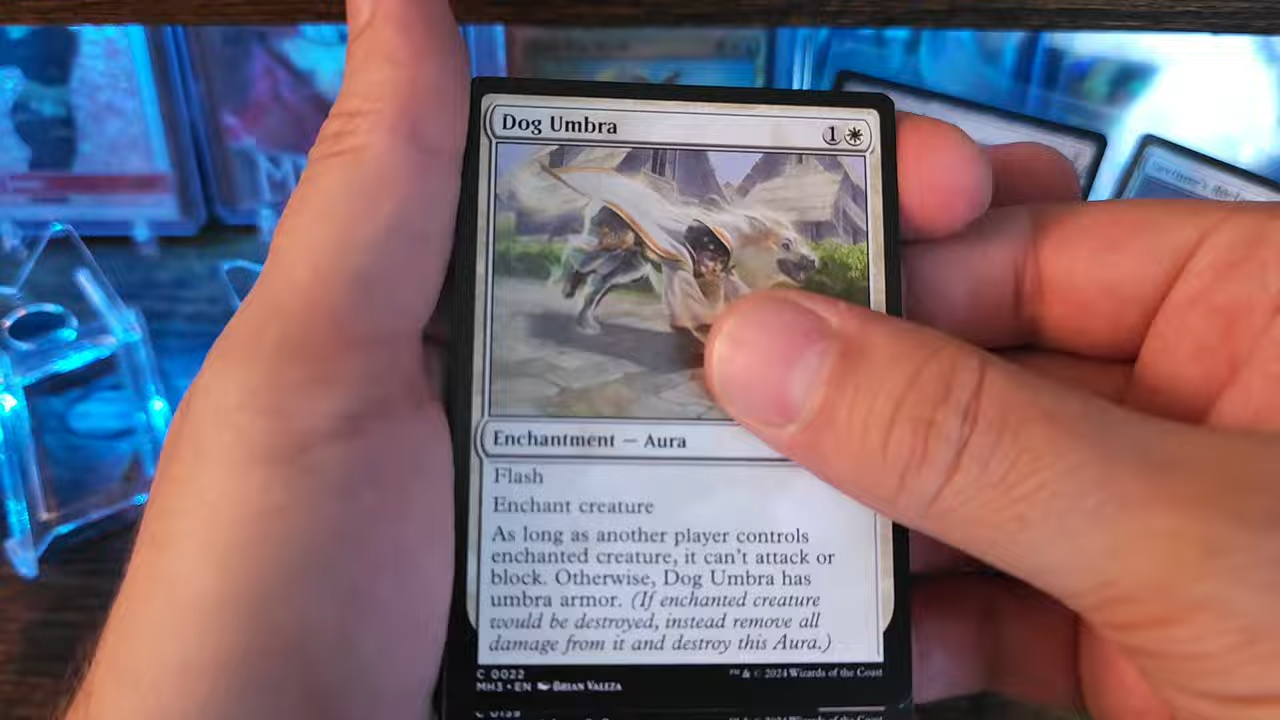 Dog Umbra 1
Enchantment — Aura
Flash
Enchant creature
As long as another player controls
enchanted creature, it can't attack or
block. Otherwise, Dog Umbra has
umbra armor. (If enchanted creature
would be destroyed, instead remove all
damage from it and destroy this Aura.)
C 0022
MH3 • EN BRIAN VALEZA
™ & © 2024 Wizards of the Coast